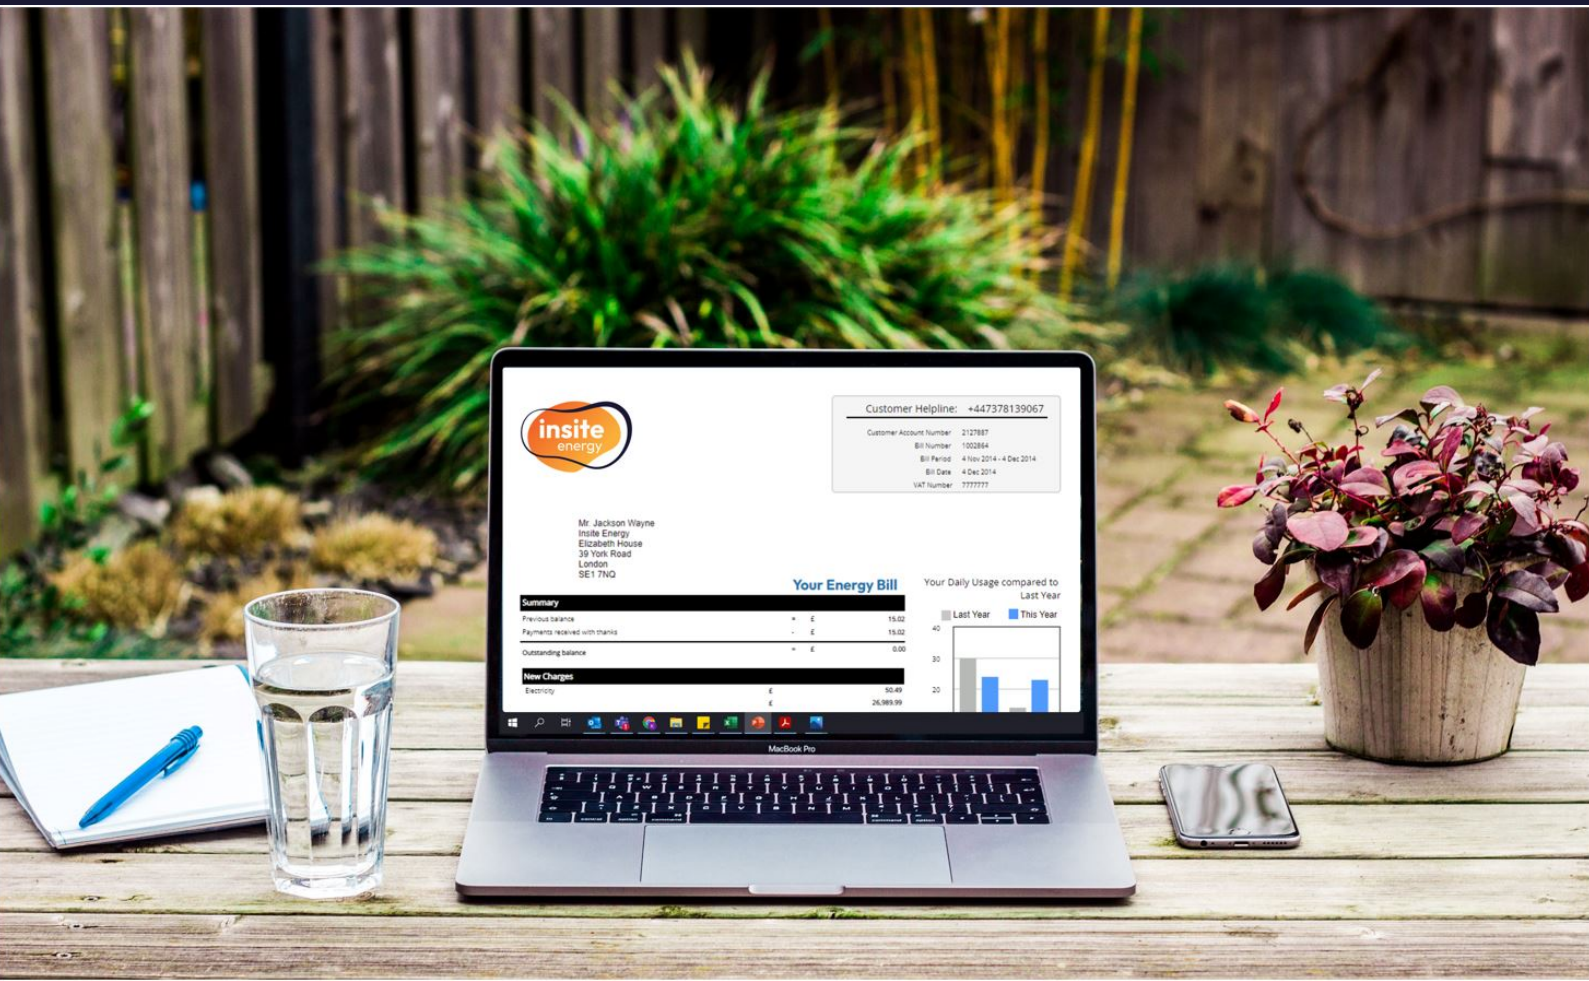 insite
energy
Customer Helpline: +447378139067
Customer Account Number 2127887
Bill Number 1002864
Bill Period 4 Nov 2014 - 4 Dec 2014
Bill Date 4 Dec 2014
VAT Number 7777777
Mr. Jackson Wayne
Insite Energy
Elizabeth House
39 York Road
London
SE1 7NQ
Your Energy Bill
Summary
Previous balance + £ 15.02
Payments received with thanks - £ 15.02
Outstanding balance = £ 0.00
New Charges
Electricity £ 50.49
£ 26,989.99
Your Daily Usage compared to
Last Year
Last Year This Year
40
30
20
MacBook Pro